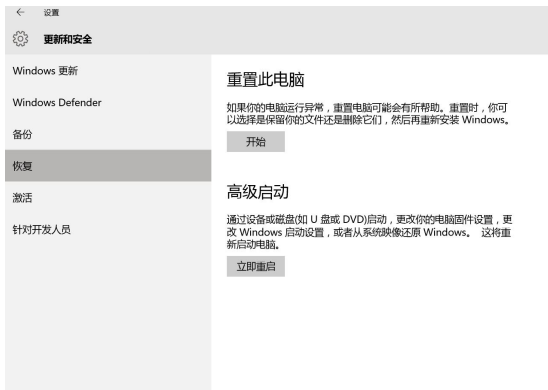 设置
更新和安全
Windows 更新
Windows Defender
备份
恢复
激活
针对开发人员
重置此电脑
如果你的电脑运行异常，重置电脑可能会有所帮助。重置时，你可
以选择是保留你的文件还是删除它们，然后再重新安装 Windows。
开始
高级启动
通过设备或磁盘(如 U 盘或 DVD)启动，更改你的电脑固件设置，更
改 Windows 启动设置，或者从系统映像还原 Windows。 这将重
新启动电脑。
立即重启